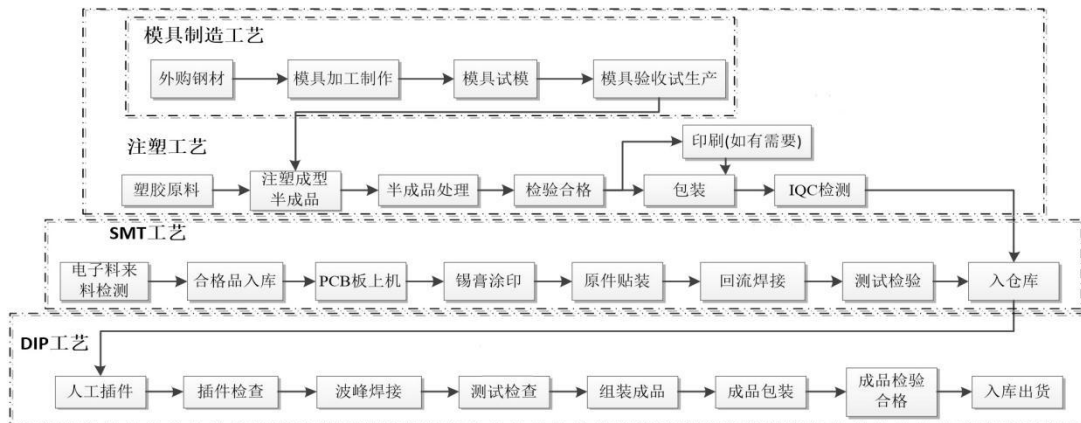 模具制造工艺
外购钢材
模具加工制作
模具试模
模具验收试生产
注塑工艺
印刷(如有需要)
塑胶原料
注塑成型
半成品
半成品处理
检验合格
包装
IQC检测
SMT工艺
电子料来
料检测
合格品入库
PCB板上机
锡膏涂印
原件贴装
回流焊接
测试检验
入仓库
DIP工艺
人工插件
插件检查
波峰焊接
测试检查
组装成品
成品包装
成品检验
合格
入库出货